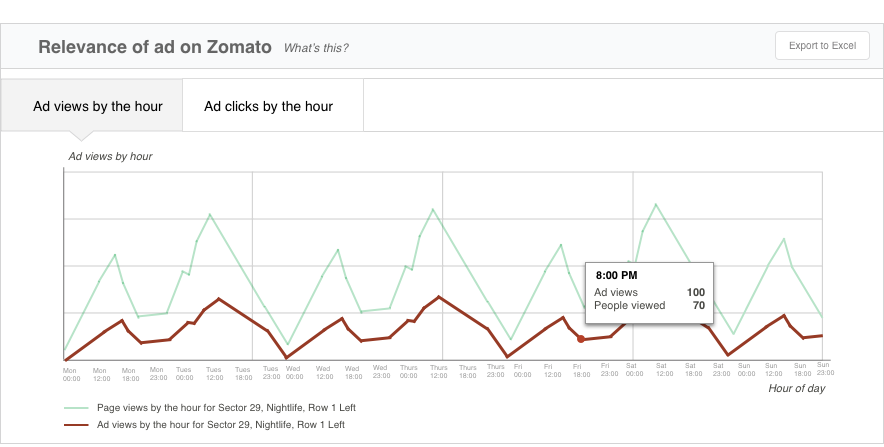 Relevance of ad on Zomato What's this?
Export to Excel
Ad views by the hour
Ad clicks by the hour
Ad views by hour
8:00 PM
Ad views 100
People viewed 70
Mon 00:00
Mon 12:00
Mon 18:00
Mon 23:00
Tues 00:00
Tues 12:00
Tues 18:00
Tues 23:00
Wed 00:00
Wed 12:00
Wed 18:00
Wed 23:00
Thurs 00:00
Thurs 12:00
Thurs 18:00
Thurs 23:00
Fri 00:00
Fri 12:00
Fri 18:00
Fri 23:00
Sat 00:00
Sat 12:00
Sat 18:00
Sat 23:00
Sun 00:00
Sun 12:00
Sun 18:00
Sun 23:00
Hour of day
Page views by the hour for Sector 29, Nightlife, Row 1 Left
Ad views by the hour for Sector 29, Nightlife, Row 1 Left